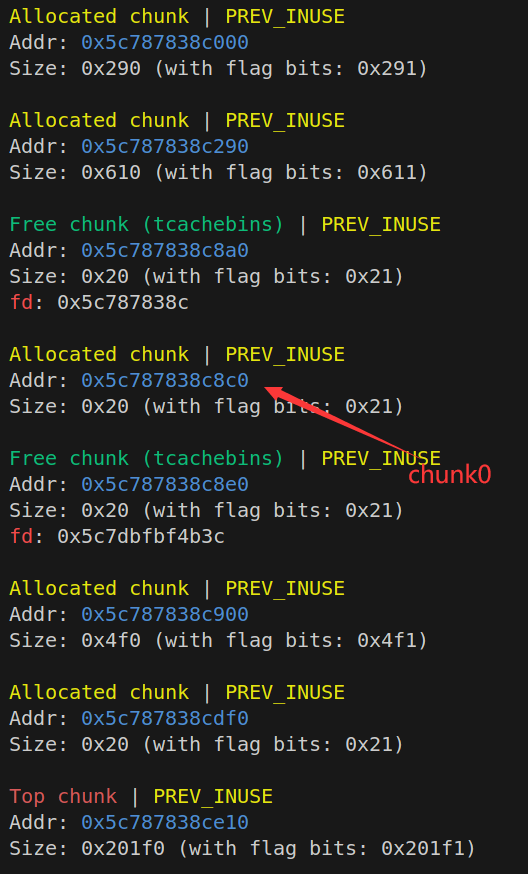 Allocated chunk | PREV_INUSE
Addr: 0x5c787838c000
Size: 0x290 (with flag bits: 0x291)
Allocated chunk | PREV_INUSE
Addr: 0x5c787838c290
Size: 0x610 (with flag bits: 0x611)
Free chunk (tcachebins) | PREV_INUSE
Addr: 0x5c787838c8a0
Size: 0x20 (with flag bits: 0x21)
fd: 0x5c787838c
Allocated chunk | PREV_INUSE
Addr: 0x5c787838c8c0
Size: 0x20 (with flag bits: 0x21)
Free chunk (tcachebins) | PREV_INUSE
chunk0
Addr: 0x5c787838c8e0
Size: 0x20 (with flag bits: 0x21)
fd: 0x5c7dbfbf4b3c
Allocated chunk | PREV_INUSE
Addr: 0x5c787838c900
Size: 0x4f0 (with flag bits: 0x4f1)
Allocated chunk | PREV_INUSE
Addr: 0x5c787838cdf0
Size: 0x20 (with flag bits: 0x21)
Top chunk | PREV_INUSE
Addr: 0x5c787838ce10
Size: 0x201f0 (with flag bits: 0x201f1)